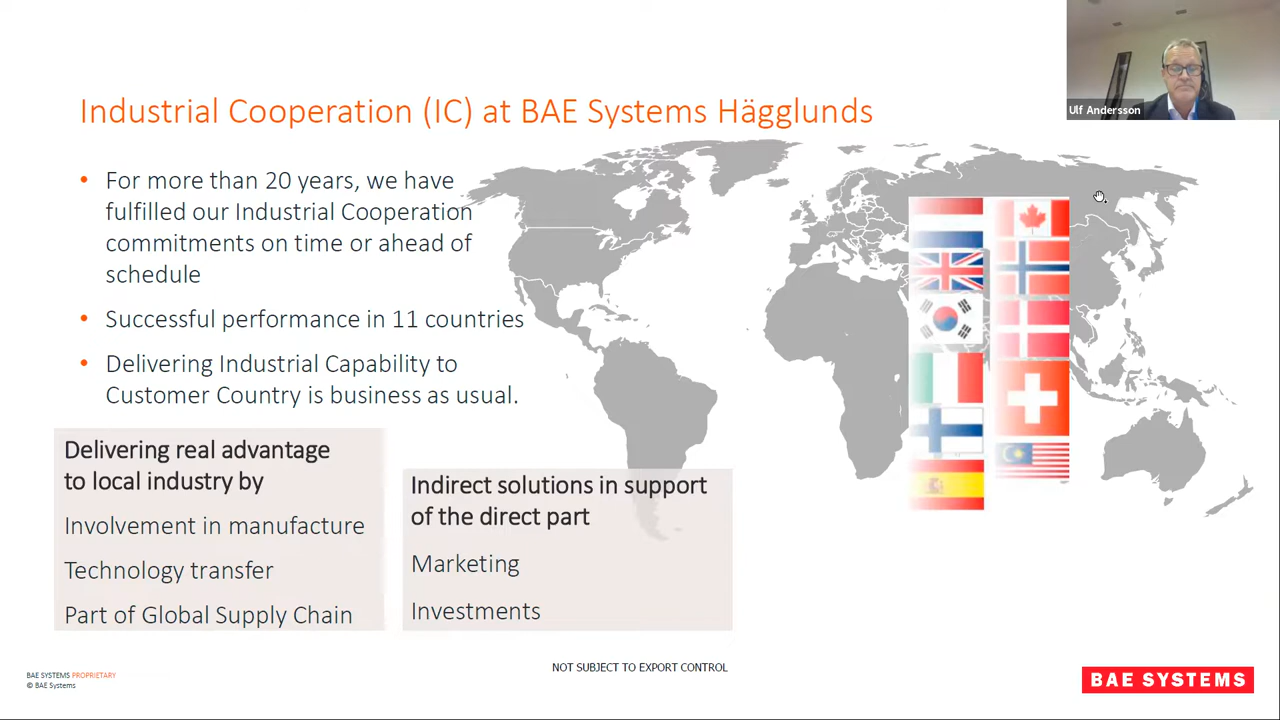 Ulf Andersson
Industrial Cooperation (IC) at BAE Systems Hägglunds
• For more than 20 years, we have
fulfilled our Industrial Cooperation
commitments on time or ahead of
schedule
• Successful performance in 11 countries
• Delivering Industrial Capability to
Customer Country is business as usual.
Delivering real advantage
to local industry by
Involvement in manufacture
Technology transfer
Part of Global Supply Chain
Indirect solutions in support
of the direct part
Marketing
Investments
BAE SYSTEMS PROPRIETARY
© BAE Systems
NOT SUBJECT TO EXPORT CONTROL
BAE SYSTEMS